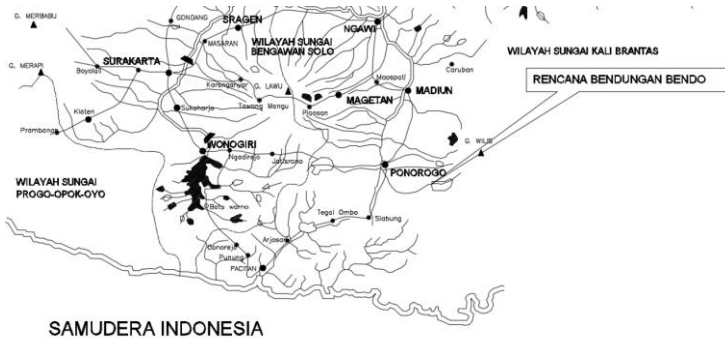 G. MERBABU
GONDANG
SRAGEN
NGAWI
MASARAN
WILAYAH SUNGAI
BENGAWAN SOLO
WILAYAH SUNGAI KALI BRANTAS
G. MERAPI
Boyolali
SURAKARTA
Karanganyar
G. LAWU
Maospati
Caruban
RENCANA BENDUNGAN BENDO
Klaten
Sukoharjo
Tawang Mangu
Plaosan
MAGETAN
MADIUN
Prambanan
WONOGIRI
Ngadirejo
Jatisrono
G. WILIS
PONOROGO
WILAYAH SUNGAI
PROGO-OPOK-OYO
P.Batu warno
Tegal Ombo
Slabung
Donorejo
Arjosari
Punung
PACITAN
SAMUDERA INDONESIA